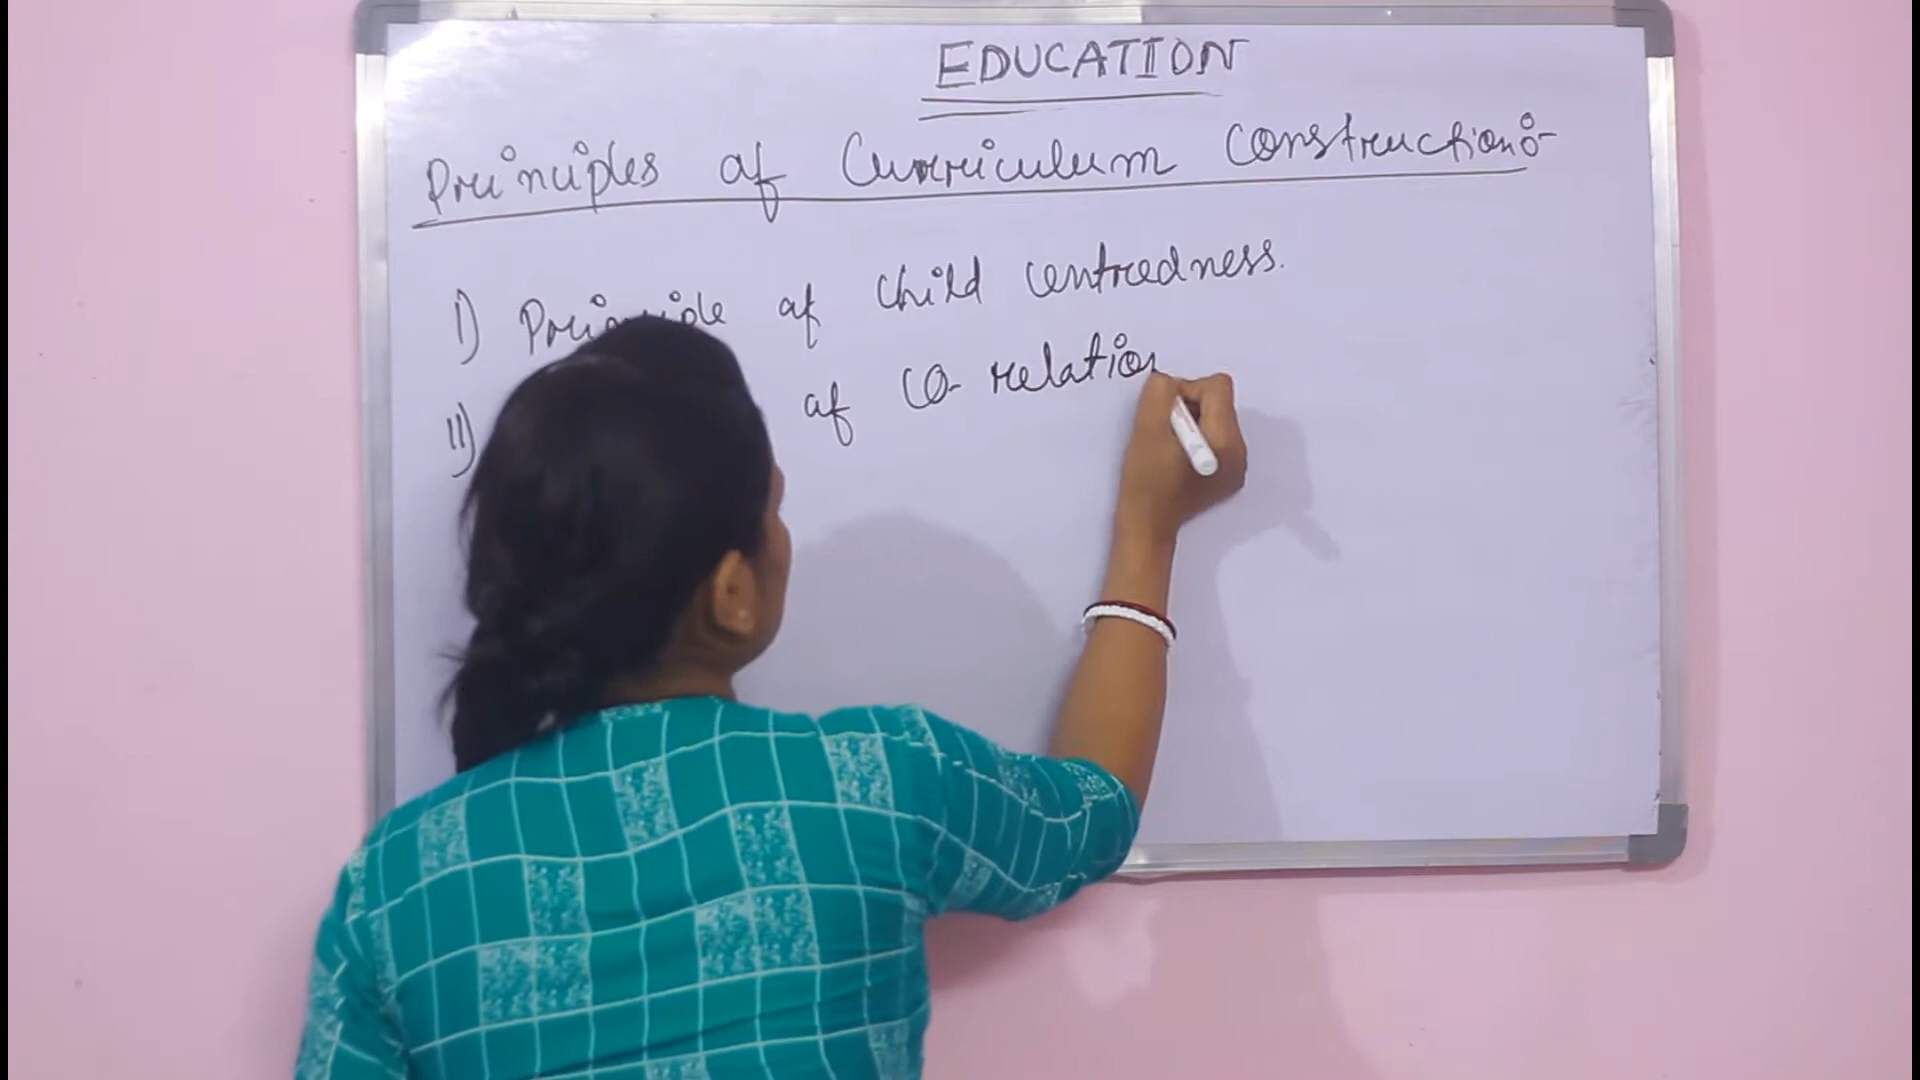 EDUCATION
Principles of Curriculum Construction:-
I) Principle of Child Centredness.
II) of Co-relation